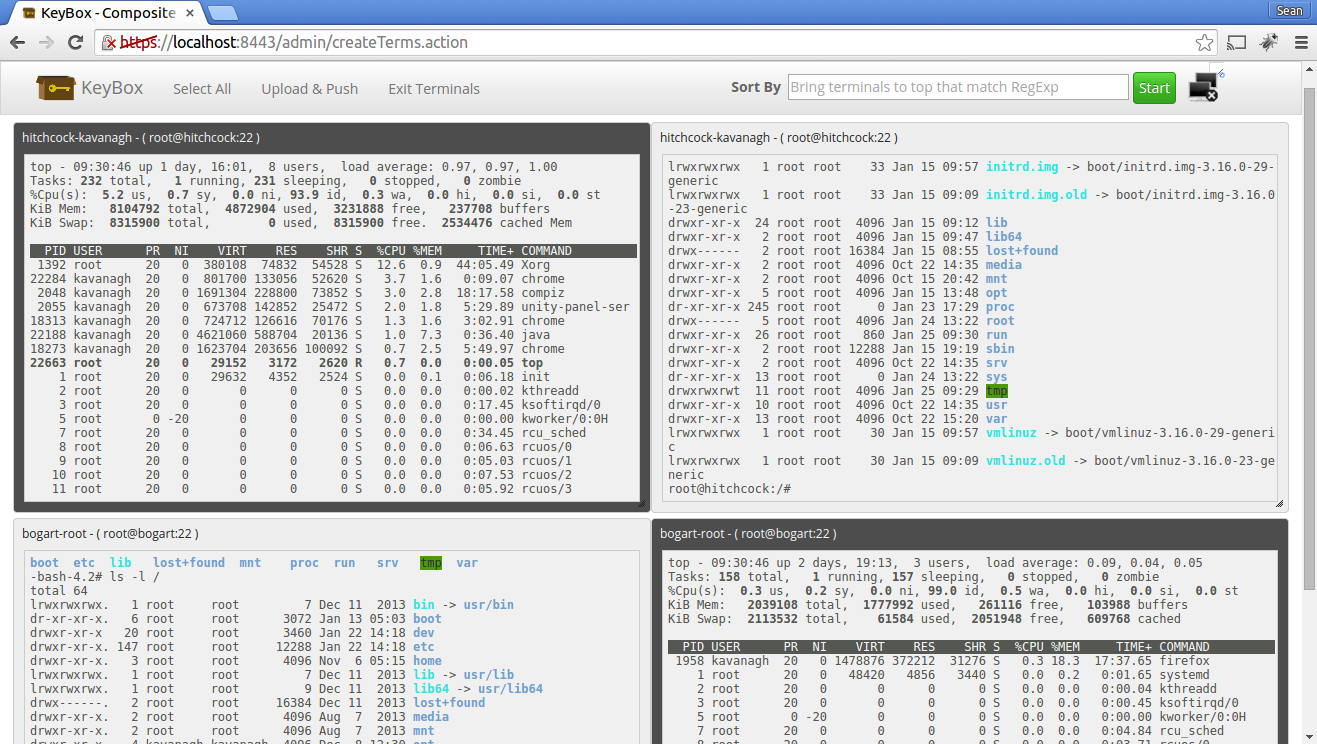 KeyBox - Composite
Sean
https://localhost:8443/admin/createTerms.action
KeyBox Select All Upload & Push Exit Terminals Sort By Bring terminals to top that match RegExp Start
hitchcock-kavanagh - ( root@hitchcock:22 )
top - 09:30:46 up 1 day, 16:01,  8 users,  load average: 0.97, 0.97, 1.00
Tasks: 232 total,   1 running, 231 sleeping,   0 stopped,   0 zombie
%Cpu(s):  5.2 us,  0.7 sy,  0.0 ni, 93.9 id,  0.3 wa,  0.0 hi,  0.0 si,  0.0 st
KiB Mem:   8104792 total,  4872904 used,  3231888 free,   237708 buffers
KiB Swap:  8315900 total,        0 used,  8315900 free.  2534476 cached Mem
PID USER      PR  NI    VIRT    RES    SHR S  %CPU %MEM     TIME+ COMMAND
1392 root      20   0  380108  74832  54528 S  12.6  0.9  44:05.49 Xorg
22284 kavanagh  20   0  801700 133056  52620 S   3.7  1.6   0:09.07 chrome
2048 kavanagh  20   0 1691304 228800  73852 S   3.0  2.8  18:17.58 compiz
2055 kavanagh  20   0  673708 142852  25472 S   2.0  1.8   5:29.89 unity-panel-ser
18313 kavanagh  20   0  724712 126616  70176 S   1.3  1.6   3:02.91 chrome
22188 kavanagh  20   0 4621060 588704  20136 S   1.0  7.3   0:36.40 java
18273 kavanagh  20   0 1623704 203656 100092 S   0.7  2.5   5:49.97 chrome
22663 root      20   0   29152   3172   2620 R   0.7  0.0   0:00.05 top
1 root      20   0   29632   4352   2524 S   0.0  0.1   0:06.18 init
2 root      20   0       0      0      0 S   0.0  0.0   0:00.02 kthreadd
3 root      20   0       0      0      0 S   0.0  0.0   0:17.45 ksoftirqd/0
5 root       0 -20       0      0      0 S   0.0  0.0   0:00.00 kworker/0:0H
7 root      20   0       0      0      0 S   0.0  0.0   0:34.45 rcu_sched
8 root      20   0       0      0      0 S   0.0  0.0   0:06.63 rcuos/0
9 root      20   0       0      0      0 S   0.0  0.0   0:05.03 rcuos/1
10 root      20   0       0      0      0 S   0.0  0.0   0:07.53 rcuos/2
11 root      20   0       0      0      0 S   0.0  0.0   0:05.92 rcuos/3
hitchcock-kavanagh - ( root@hitchcock:22 )
lrwxrwxrwx   1 root root    33 Jan 15 09:57 initrd.img -> boot/initrd.img-3.16.0-29-
generic
lrwxrwxrwx   1 root root    33 Jan 15 09:09 initrd.img.old -> boot/initrd.img-3.16.0
-23-generic
drwxr-xr-x  24 root root  4096 Jan 15 09:12 lib
drwxr-xr-x   2 root root  4096 Jan 15 09:47 lib64
drwx------   2 root root 16384 Jan 15 08:55 lost+found
drwxr-xr-x   2 root root  4096 Oct 22 14:35 media
drwxr-xr-x   2 root root  4096 Oct 15 20:42 mnt
drwxr-xr-x   5 root root  4096 Jan 15 13:48 opt
dr-xr-xr-x 245 root root     0 Jan 23 17:29 proc
drwx------   5 root root  4096 Jan 24 13:22 root
drwxr-xr-x  26 root root   860 Jan 25 09:30 run
drwxr-xr-x   2 root root 12288 Jan 15 19:19 sbin
drwxr-xr-x   2 root root  4096 Oct 22 14:35 srv
dr-xr-xr-x  13 root root     0 Jan 24 13:22 sys
drwxrwxrwt  11 root root  4096 Jan 25 09:29 tmp
drwxr-xr-x  10 root root  4096 Oct 22 14:35 usr
drwxr-xr-x  13 root root  4096 Oct 22 15:20 var
lrwxrwxrwx   1 root root    30 Jan 15 09:57 vmlinuz -> boot/vmlinuz-3.16.0-29-generi
c
lrwxrwxrwx   1 root root    30 Jan 15 09:09 vmlinuz.old -> boot/vmlinuz-3.16.0-23-ge
neric
root@hitchcock:/#
bogart-root - ( root@bogart:22 )
boot  etc  lib   lost+found  mnt    proc  run   srv   tmp  var
-bash-4.2# ls -l /
total 64
lrwxrwxrwx.   1 root     root         7 Dec 11  2013 bin -> usr/bin
dr-xr-xr-x.   6 root     root      3072 Jan 13 05:03 boot
drwxr-xr-x   20 root     root      3460 Jan 22 14:18 dev
drwxr-xr-x. 147 root     root     12288 Jan 22 14:18 etc
drwxr-xr-x.   3 root     root      4096 Nov  6 05:15 home
lrwxrwxrwx.   1 root     root         7 Dec 11  2013 lib -> usr/lib
lrwxrwxrwx.   1 root     root         9 Dec 11  2013 lib64 -> usr/lib64
drwx------.   2 root     root     16384 Dec 11  2013 lost+found
drwxr-xr-x.   2 root     root      4096 Aug  7  2013 media
drwxr-xr-x.   2 root     root      4096 Aug  7  2013 mnt
drwxr-xr-x.   4 kavanagh kavanagh  4096 Dec  8 12:30 opt
bogart-root - ( root@bogart:22 )
top - 09:30:46 up 2 days, 19:13,  3 users,  load average: 0.09, 0.04, 0.05
Tasks: 158 total,   1 running, 157 sleeping,   0 stopped,   0 zombie
%Cpu(s):  0.3 us,  0.2 sy,  0.0 ni, 99.0 id,  0.5 wa,  0.0 hi,  0.0 si,  0.0 st
KiB Mem:   2039108 total,  1777992 used,   261116 free,   103988 buffers
KiB Swap:  2113532 total,    61584 used,  2051948 free,   609768 cached
PID USER      PR  NI    VIRT    RES    SHR S  %CPU %MEM     TIME+ COMMAND
1958 kavanagh  20   0 1478876 372212  31276 S   0.3 18.3  17:37.65 firefox
1 root      20   0   48420   4856   3440 S   0.0  0.2   0:01.65 systemd
2 root      20   0       0      0      0 S   0.0  0.0   0:00.04 kthreadd
3 root      20   0       0      0      0 S   0.0  0.0   0:00.45 ksoftirqd/0
5 root       0 -20       0      0      0 S   0.0  0.0   0:00.00 kworker/0:0H
7 root      20   0       0      0      0 S   0.0  0.0   0:04.84 rcu_sched
8 root      20   0       0      0      0 S   0.0  0.0   0:03.71 rcuos/0